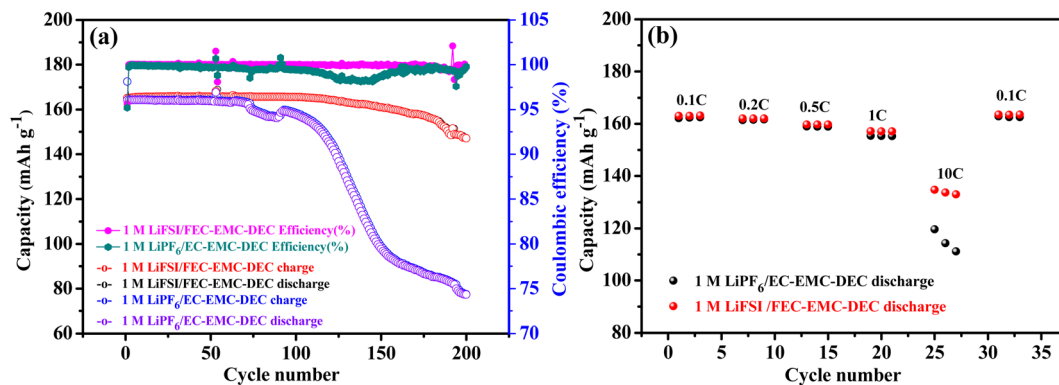 (a)
200
180
160
140
120
100
80
60
Capacity (mAh g⁻¹)
0
50
100
150
200
Cycle number
105
100
95
90
85
80
75
70
Coulombic efficiency (%)
1 M LiFSI/FEC-EMC-DEC Efficiency(%)
1 M LiPF₆/EC-EMC-DEC Efficiency(%)
1 M LiFSI/FEC-EMC-DEC charge
1 M LiFSI/FEC-EMC-DEC discharge
1 M LiPF₆/EC-EMC-DEC charge
1 M LiPF₆/EC-EMC-DEC discharge
(b)
200
180
160
140
120
100
80
Capacity (mAh g⁻¹)
0.1C
0.2C
0.5C
1C
10C
0.1C
1 M LiPF₆/EC-EMC-DEC discharge
1 M LiFSI /FEC-EMC-DEC discharge
0
5
10
15
20
25
30
35
Cycle number